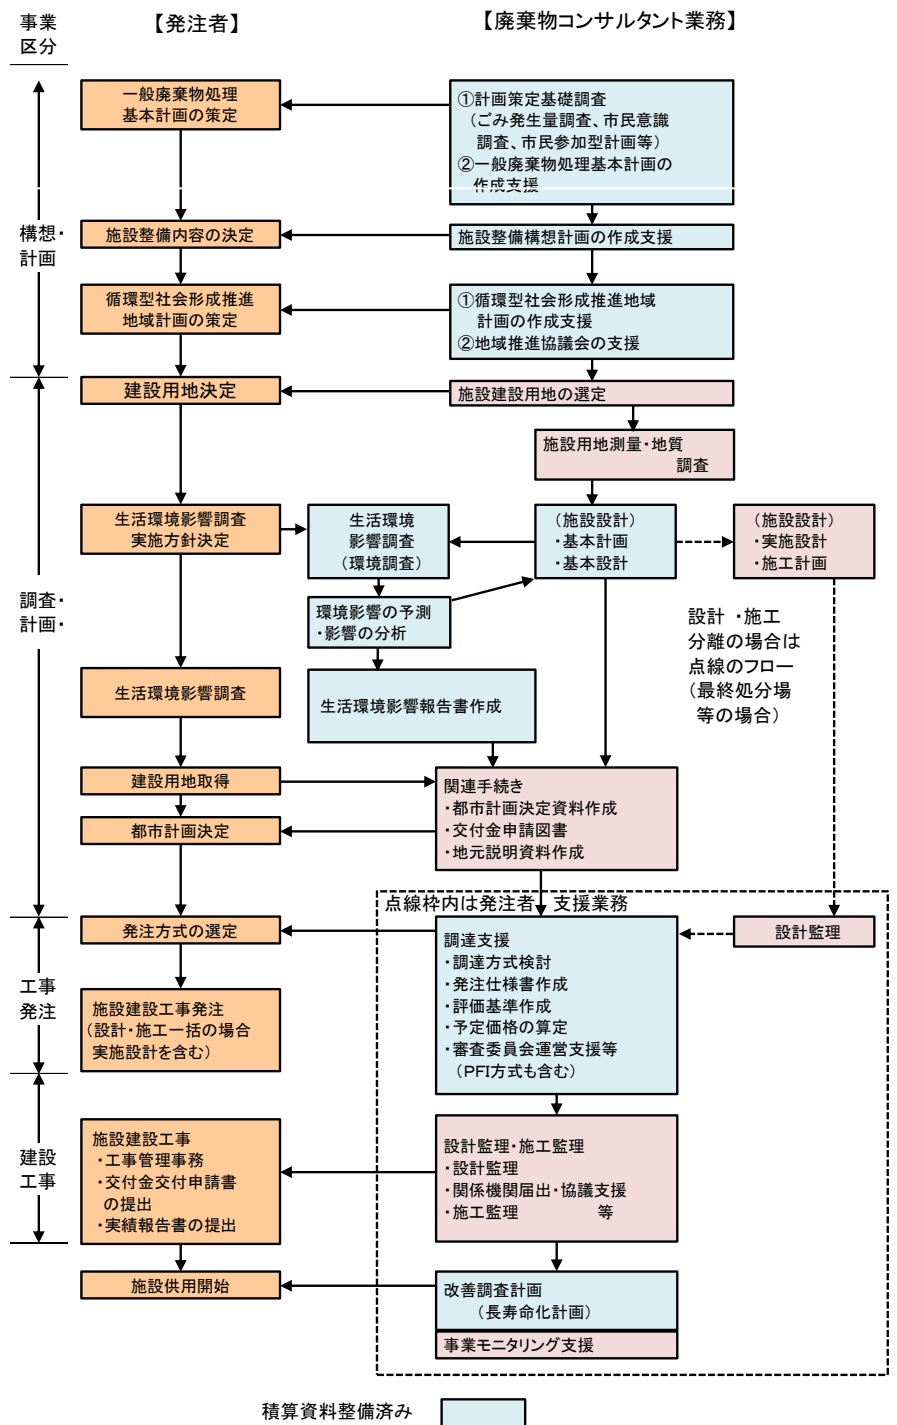 事業
区分
【発注者】
【廃棄物コンサルタント業務】
構想・
計画
一般廃棄物処理
基本計画の策定
①計画策定基礎調査
(ごみ発生量調査、市民意識
調査、市民参加型計画等)
②一般廃棄物処理基本計画の
作成支援
施設整備内容の決定
施設整備構想計画の作成支援
循環型社会形成推進
地域計画の策定
①循環型社会形成推進地域
計画の作成支援
②地域推進協議会の支援
調査・
計画・
建設用地決定
施設建設用地の選定
施設用地測量・地質
調査
生活環境影響調査
実施方針決定
生活環境
影響調査
(環境調査)
(施設設計)
・基本計画
・基本設計
(施設設計)
・実施設計
・施工計画
環境影響の予測
・影響の分析
設計・施工
分離の場合は
点線のフロー
(最終処分場
等の場合)
生活環境影響調査
生活環境影響報告書作成
建設用地取得
関連手続き
・都市計画決定資料作成
・交付金申請図書
・地元説明資料作成
都市計画決定
点線枠内は発注者 支援業務
工事
発注
発注方式の選定
調達支援
・調達方式検討
・発注仕様書作成
・評価基準作成
・予定価格の算定
・審査委員会運営支援等
(PFI方式も含む)
設計監理
施設建設工事発注
(設計・施工一括の場合
実施設計を含む)
建設
工事
施設建設工事
・工事管理事務
・交付金交付申請書
の提出
・実績報告書の提出
設計監理・施工監理
・設計監理
・関係機関届出・協議支援
・施工監理 等
施設供用開始
改善調査計画
(長寿命化計画)
事業モニタリング支援
積算資料整備済み